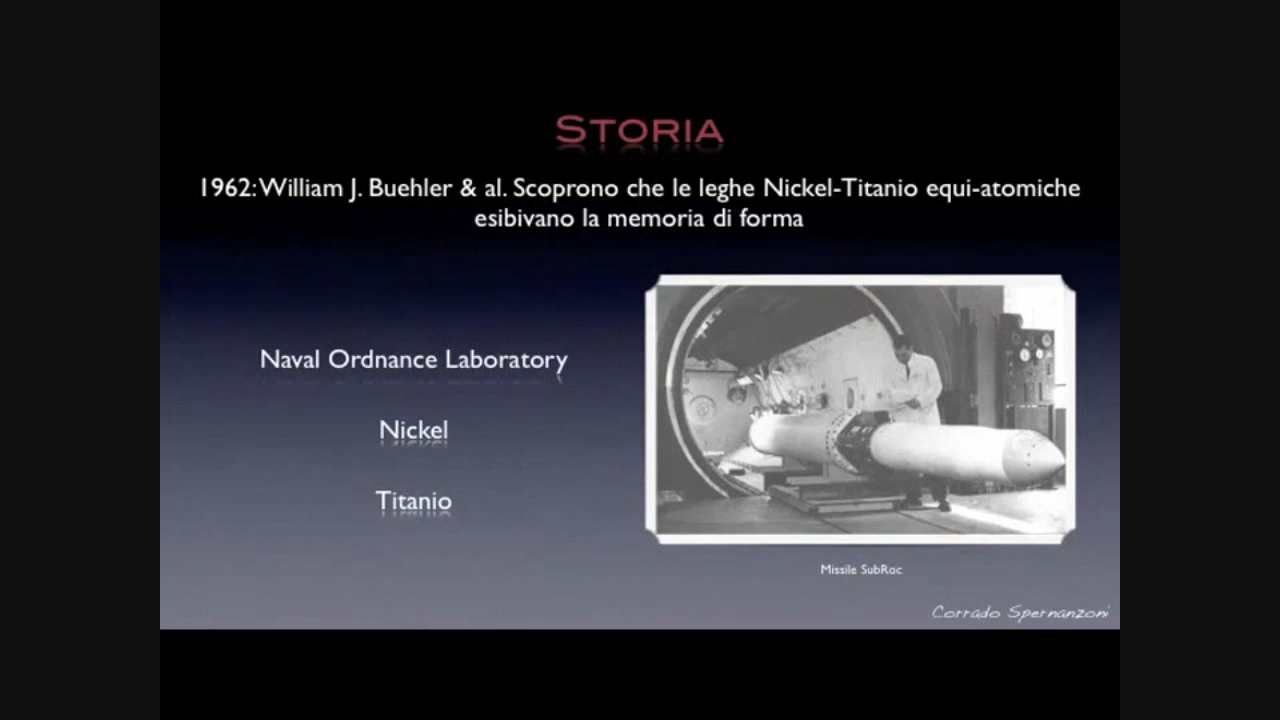 STORIA
1962: William J. Buehler & al. Scoprono che le leghe Nickel-Titanio equi-atomiche
esibivano la memoria di forma
Naval Ordnance Laboratory
Nickel
Titanio
Missile SubRoc
Corrado Spernanzoni